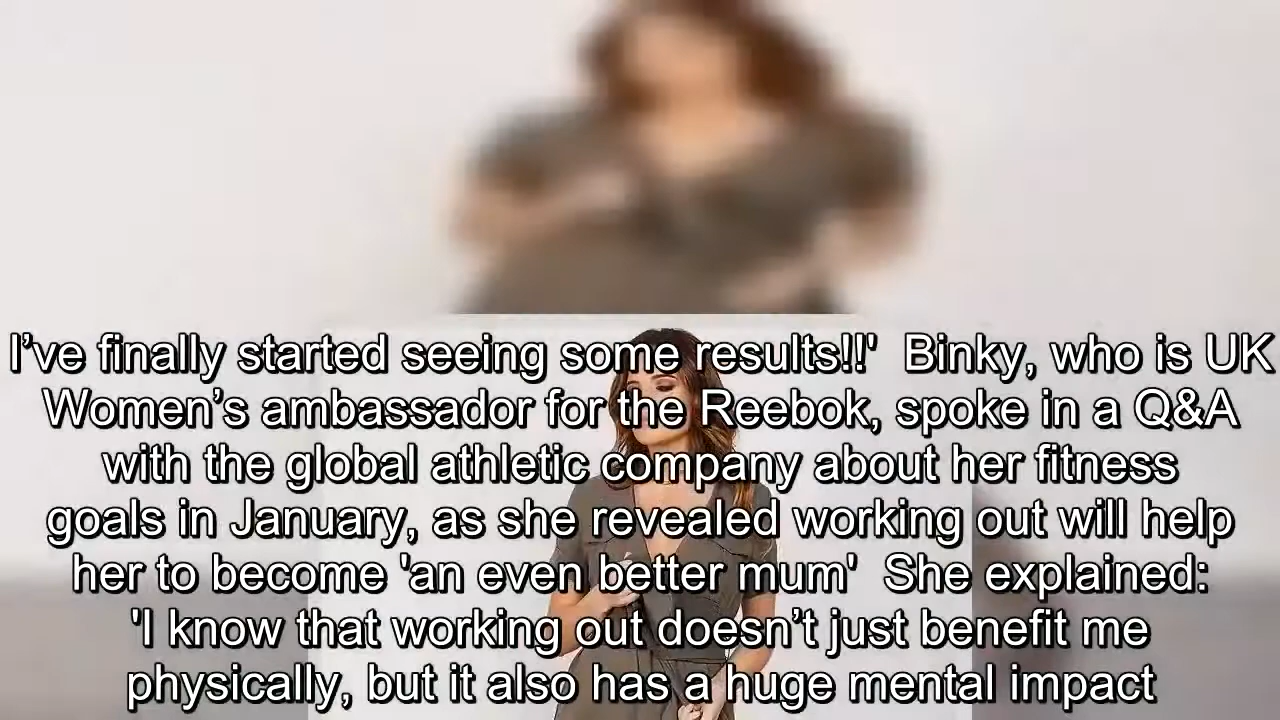 I’ve finally started seeing some results!!'  Binky, who is UK
Women’s ambassador for the Reebok, spoke in a Q&A
with the global athletic company about her fitness
goals in January, as she revealed working out will help
her to become 'an even better mum'  She explained:
'I know that working out doesn’t just benefit me
physically, but it also has a huge mental impact